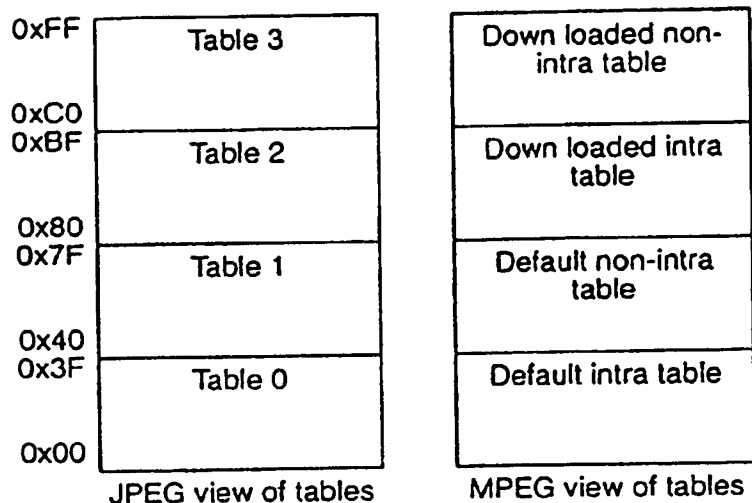 0xFF
Table 3
0xC0
0xBF
Table 2
0x80
0x7F
Table 1
0x40
0x3F
Table 0
0x00
JPEG view of tables
Down loaded non-
intra table
Down loaded intra
table
Default non-intra
table
Default intra table
MPEG view of tables